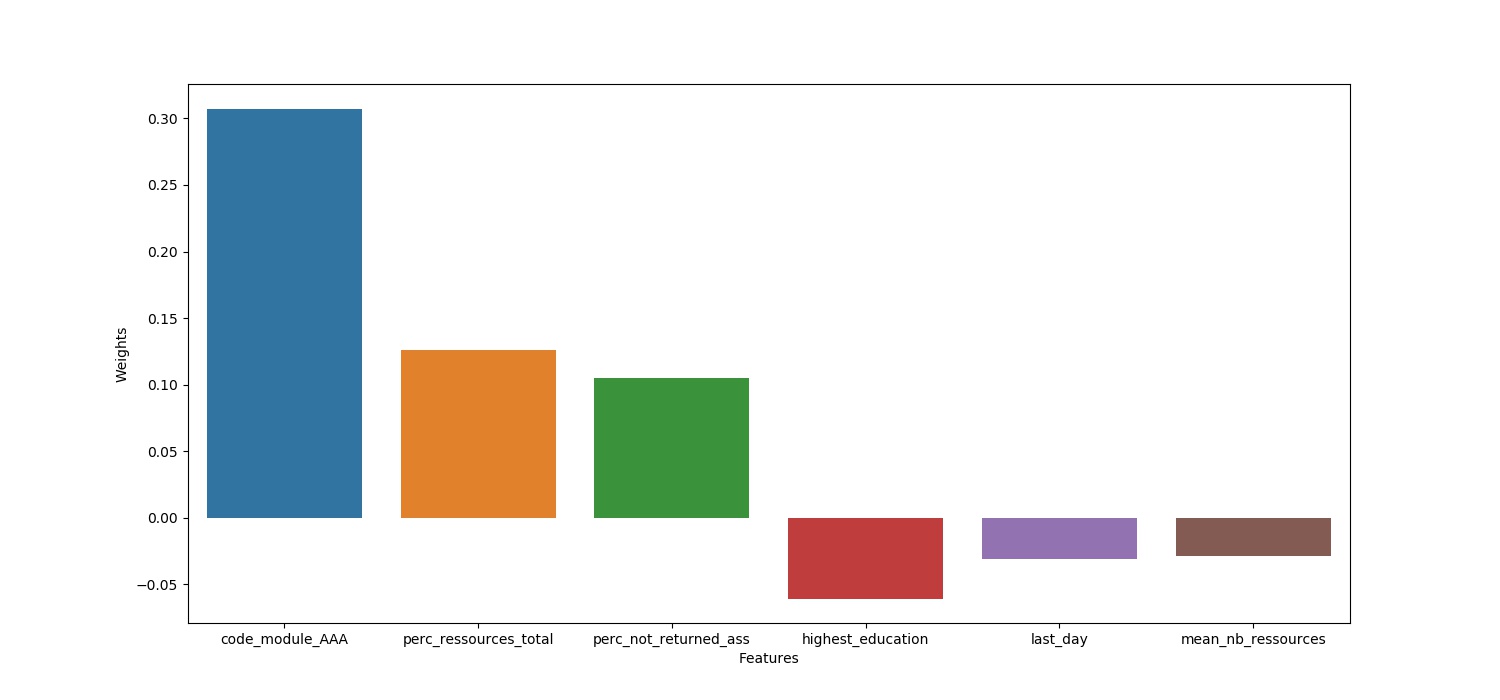 0.30
0.25
0.20
0.15
0.10
0.05
0.00
−0.05
Weights
code_module_AAA perc_ressources_total perc_not_returned_ass highest_education last_day mean_nb_ressources
Features